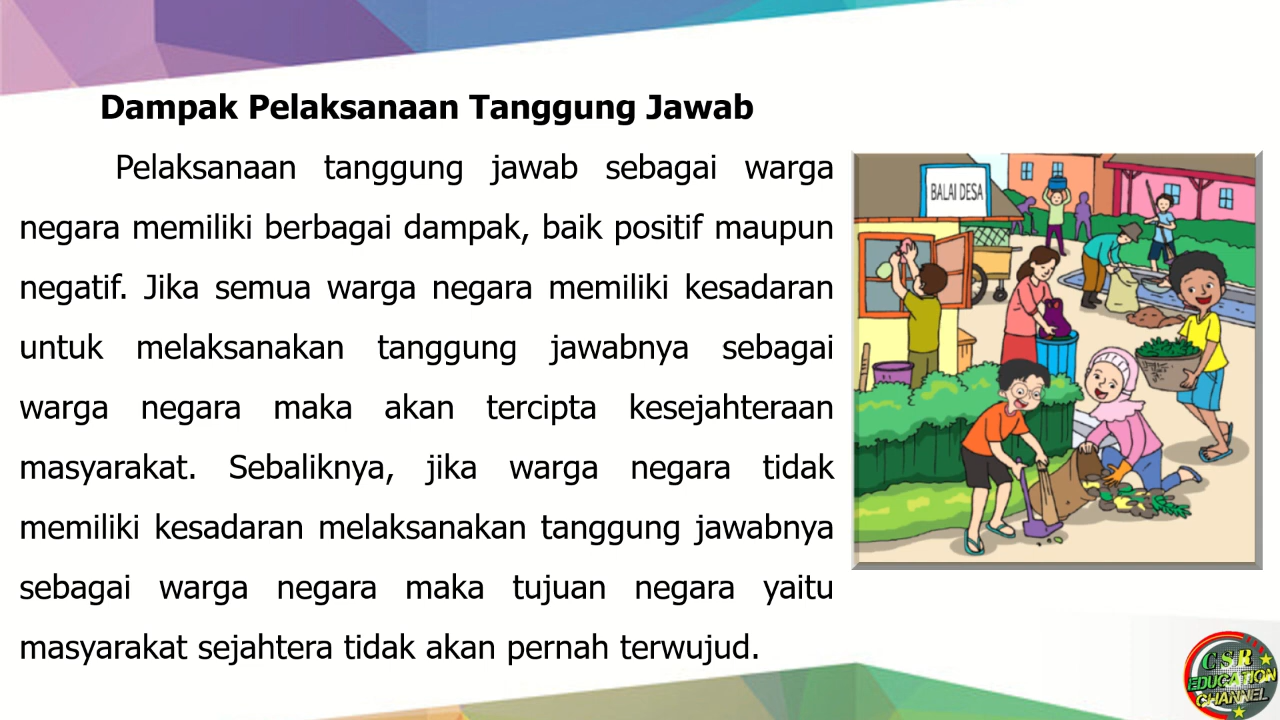 Dampak Pelaksanaan Tanggung Jawab
Pelaksanaan tanggung jawab sebagai warga
negara memiliki berbagai dampak, baik positif maupun
negatif. Jika semua warga negara memiliki kesadaran
untuk melaksanakan tanggung jawabnya sebagai
warga negara maka akan tercipta kesejahteraan
masyarakat. Sebaliknya, jika warga negara tidak
memiliki kesadaran melaksanakan tanggung jawabnya
sebagai warga negara maka tujuan negara yaitu
masyarakat sejahtera tidak akan pernah terwujud.
BALAI DESA
CSR
EDUCATION
CHANNEL